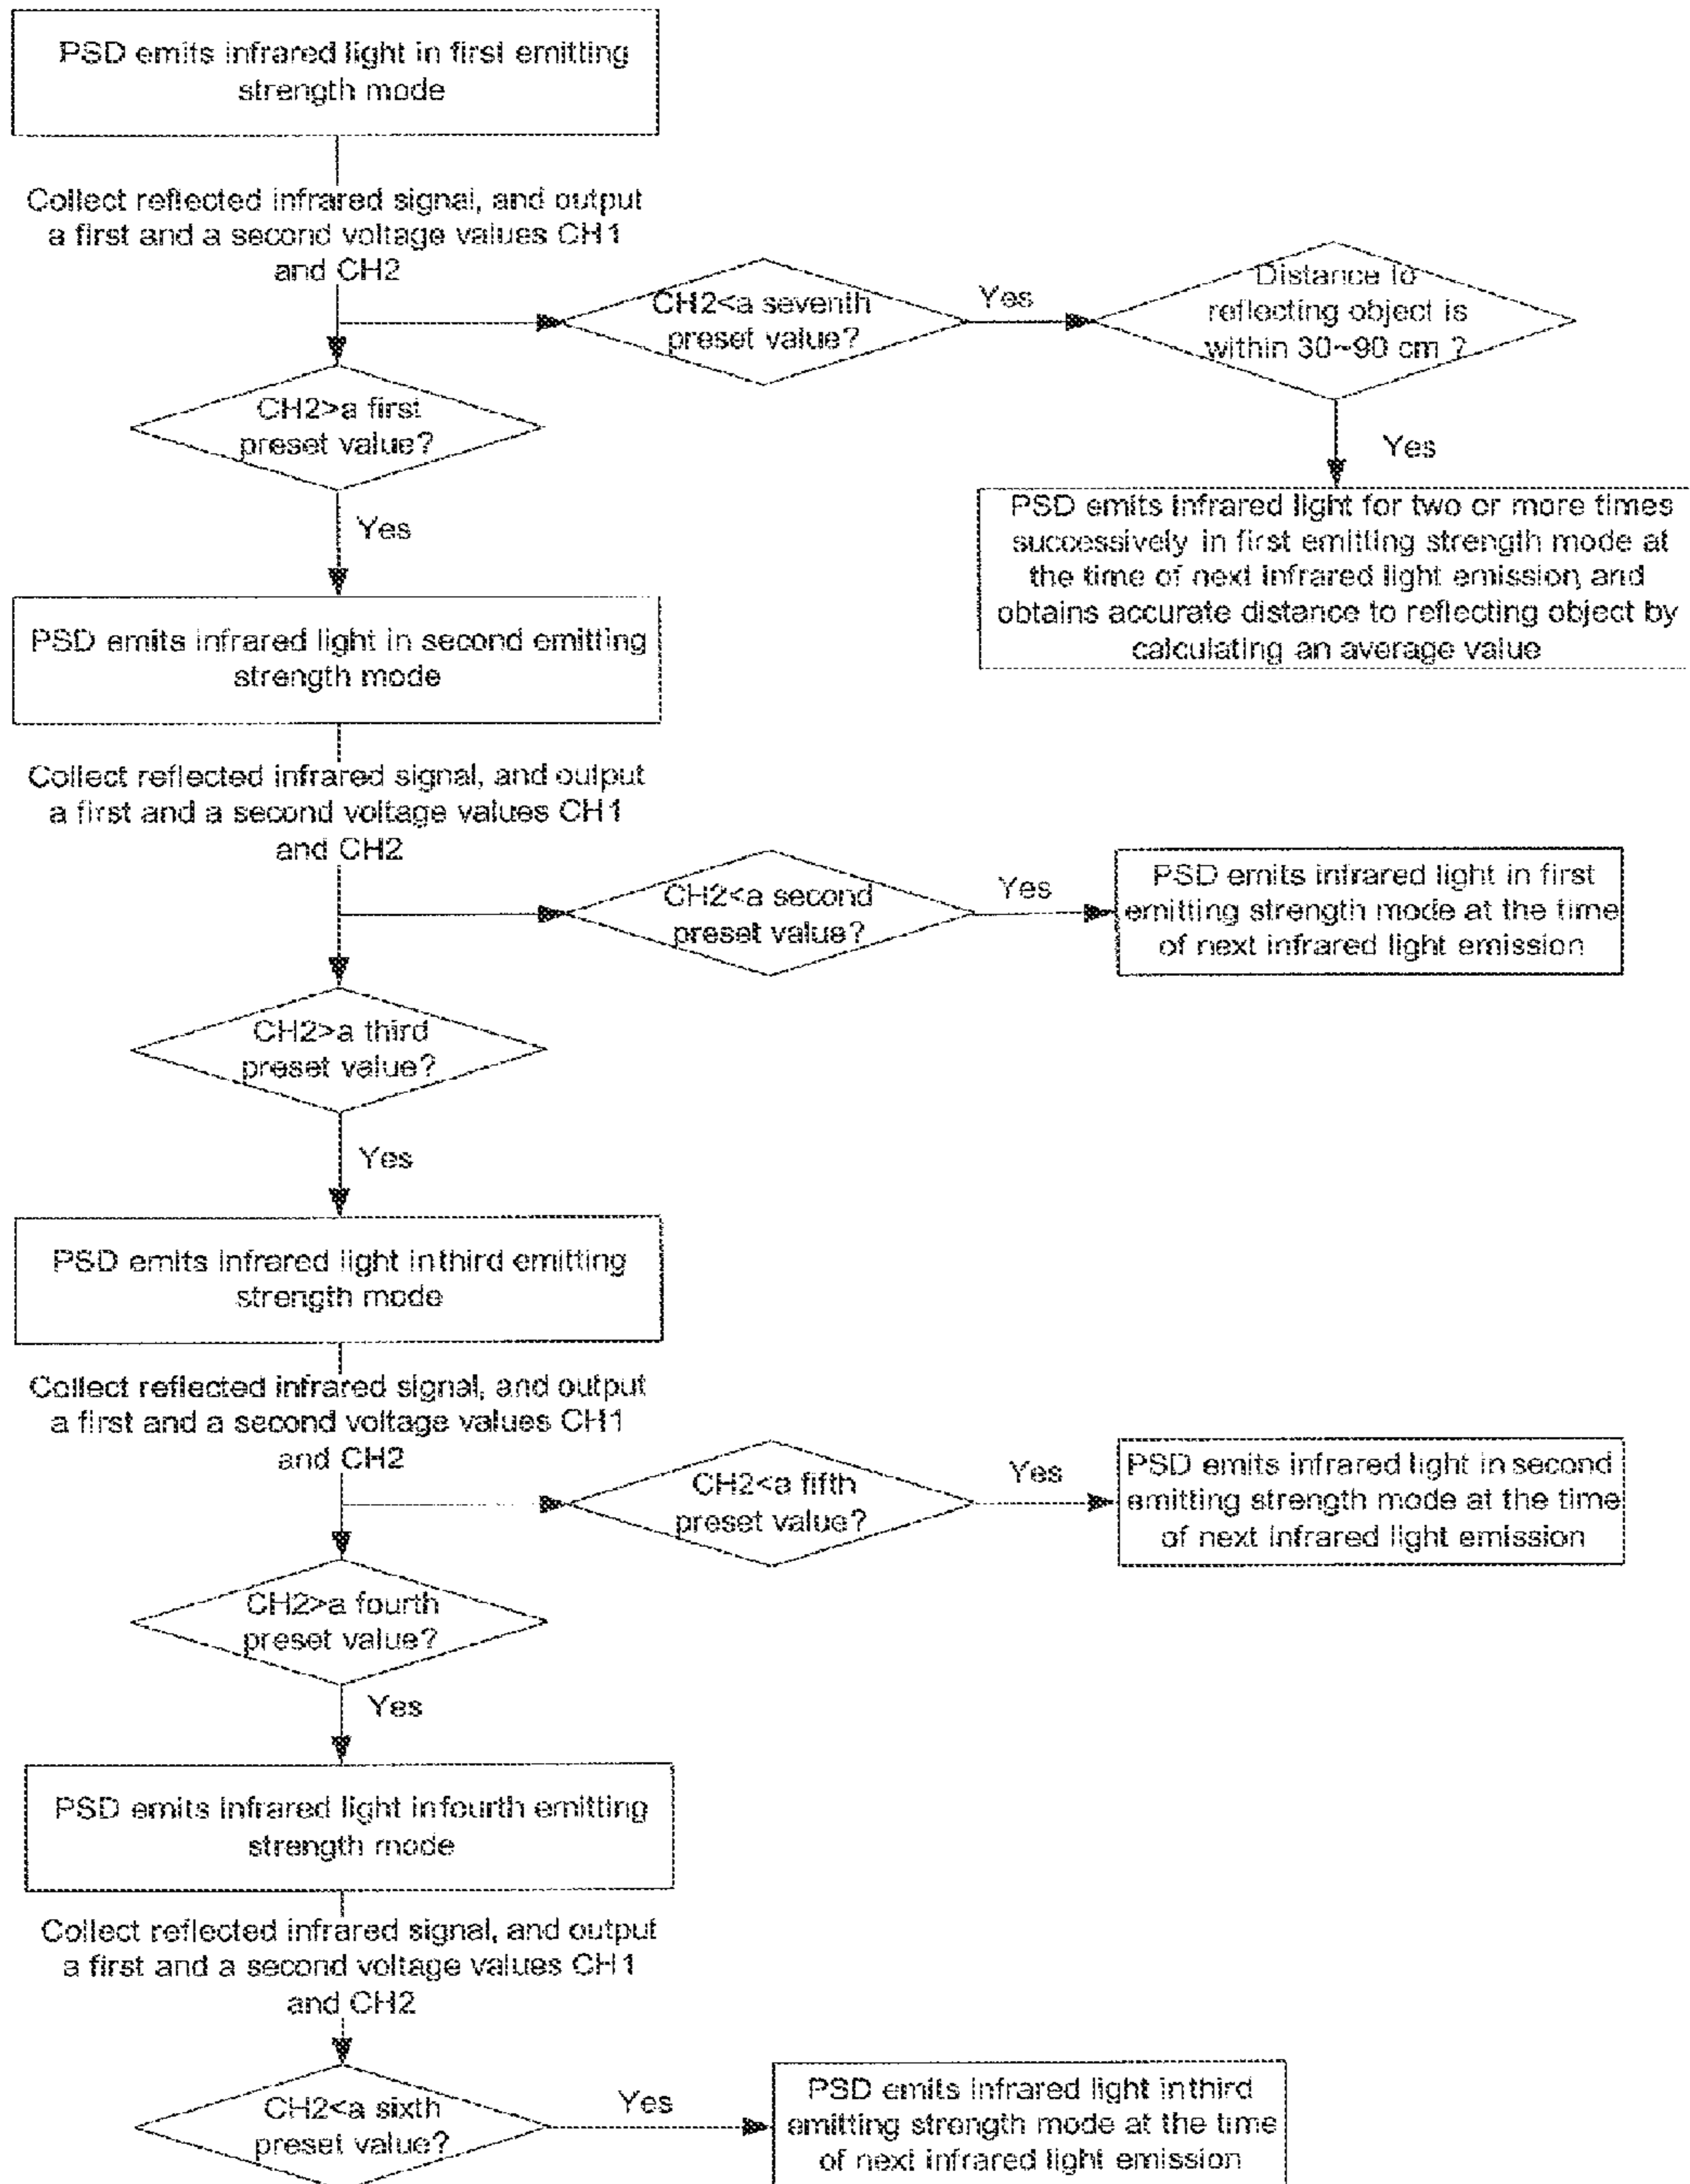 PSD emits infrared light in first emitting
strength mode
Collect reflected infrared signal, and output
a first and a second voltage values CH1
and CH2
CH2<a seventh
preset value?
Yes
Distance to
reflecting object is
within 30~90 cm ?
CH2>a first
preset value?
Yes
Yes
PSD emits infrared light for two or more times
successively in first emitting strength mode at
the time of next infrared light emission, and
obtains accurate distance to reflecting object by
calculating an average value
PSD emits infrared light in second emitting
strength mode
Collect reflected infrared signal, and output
a first and a second voltage values CH1
and CH2
CH2<a second
preset value?
Yes
PSD emits infrared light in first
emitting strength mode at the time
of next infrared light emission
CH2>a third
preset value?
Yes
PSD emits infrared light inthird emitting
strength mode
Collect reflected infrared signal, and output
a first and a second voltage values CH1
and CH2
CH2<a fifth
preset value?
Yes
PSD emits infrared light in second
emitting strength mode at the time
of next infrared light emission
CH2>a fourth
preset value?
Yes
PSD emits infrared light infourth emitting
strength mode
Collect reflected infrared signal, and output
a first and a second voltage values CH1
and CH2
CH2<a sixth
preset value?
Yes
PSD emits infrared light inthird
emitting strength mode at the time
of next infrared light emission